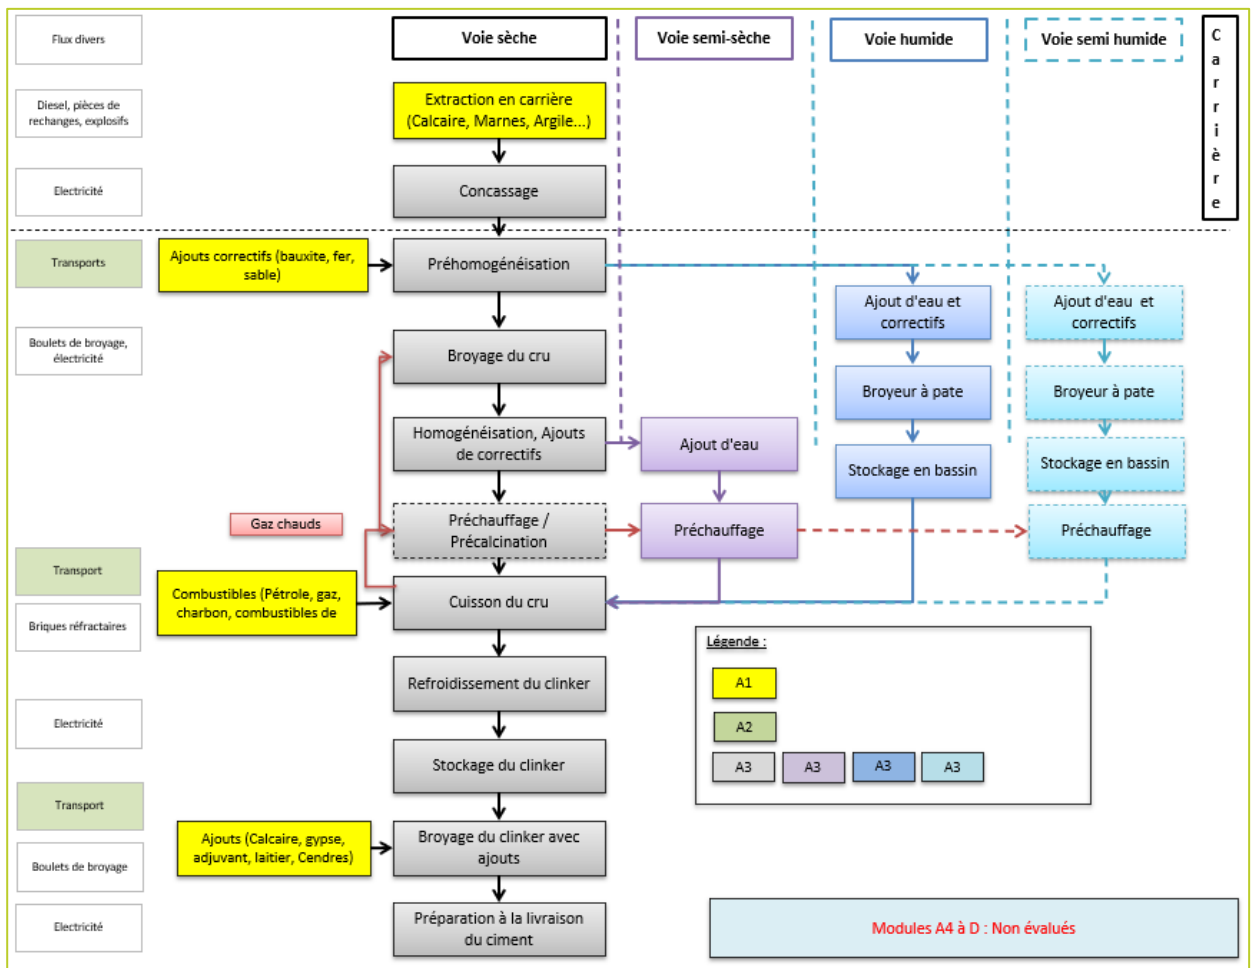 Flux divers
Voie sèche
Voie semi-sèche
Voie humide
Voie semi humide
Carrière
Diesel, pièces de
rechanges, explosifs
Extraction en carrière
(Calcaire, Marnes, Argile...)
Electricité
Concassage
Transports
Ajouts correctifs (bauxite, fer,
sable)
Préhomogénéisation
Ajout d'eau et
correctifs
Ajout d'eau et
correctifs
Boulets de broyage,
électricité
Broyage du cru
Broyeur à pate
Broyeur à pate
Homogénéisation, Ajouts
de correctifs
Ajout d'eau
Stockage en bassin
Stockage en bassin
Gaz chauds
Préchauffage /
Précalcination
Préchauffage
Préchauffage
Transport
Combustibles (Pétrole, gaz,
charbon, combustibles de
Cuisson du cru
Briques réfractaires
Légende :
A1
A2
A3
A3
A3
A3
Refroidissement du clinker
Electricité
Stockage du clinker
Transport
Ajouts (Calcaire, gypse,
adjuvant, laitier, Cendres)
Broyage du clinker avec
ajouts
Boulets de broyage
Electricité
Préparation à la livraison
du ciment
Modules A4 à D : Non évalués